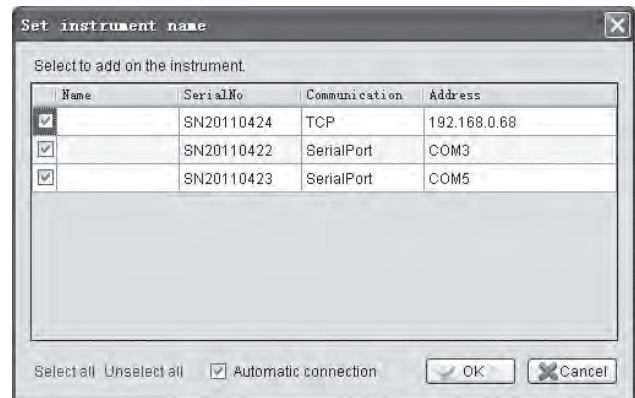 Set instrument name
Select to add on the instrument.
Name SerialNo Communication Address
SN20110424 TCP 192.168.0.68
SN20110422 SerialPort COM3
SN20110423 SerialPort COM5
Select all Unselect all Automatic connection OK Cancel